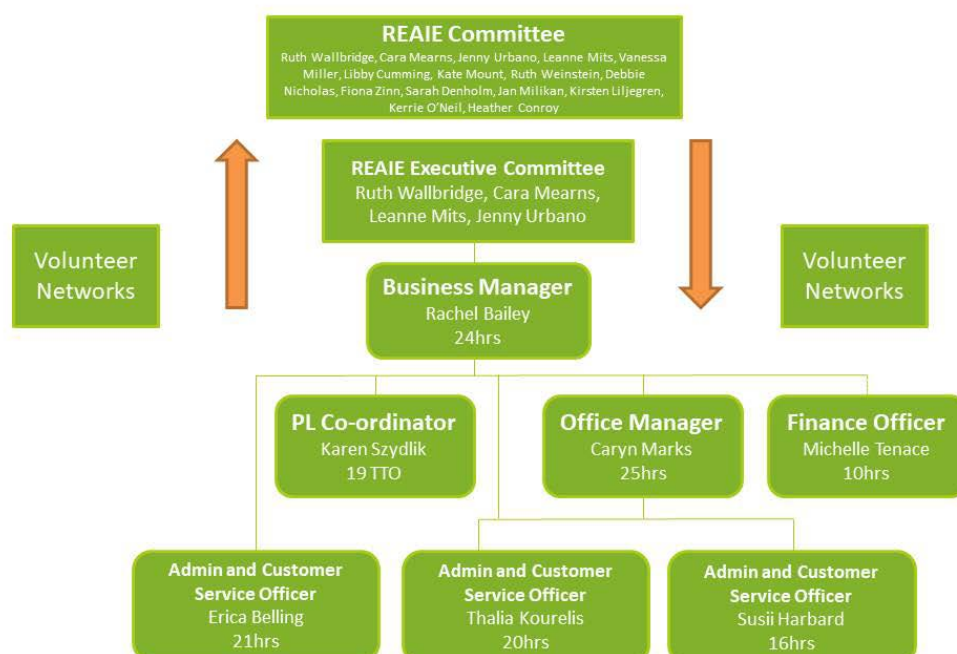 REAIE Committee
Ruth Wallbridge, Cara Mearns, Jenny Urbano, Leanne Mits, Vanessa
Miller, Libby Cumming, Kate Mount, Ruth Weinstein, Debbie
Nicholas, Fiona Zinn, Sarah Denholm, Jan Milikan, Kirsten Liljegren,
Kerrie O’Neil, Heather Conroy
REAIE Executive Committee
Ruth Wallbridge, Cara Mearns,
Leanne Mits, Jenny Urbano
Volunteer
Networks
Volunteer
Networks
Business Manager
Rachel Bailey
24hrs
PL Co-ordinator
Karen Szydlik
19 TTO
Office Manager
Caryn Marks
25hrs
Finance Officer
Michelle Tenace
10hrs
Admin and Customer
Service Officer
Erica Belling
21hrs
Admin and Customer
Service Officer
Thalia Kourelis
20hrs
Admin and Customer
Service Officer
Susii Harbard
16hrs